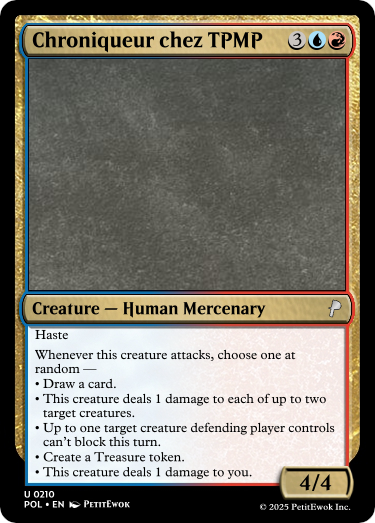 Chroniqueur chez TPMP 3
Creature — Human Mercenary
Haste
Whenever this creature attacks, choose one at
random —
• Draw a card.
• This creature deals 1 damage to each of up to two
target creatures.
• Up to one target creature defending player controls
can't block this turn.
• Create a Treasure token.
• This creature deals 1 damage to you.
4/4
U 0210
POL • EN PetitEwok
© 2025 PetitEwok Inc.